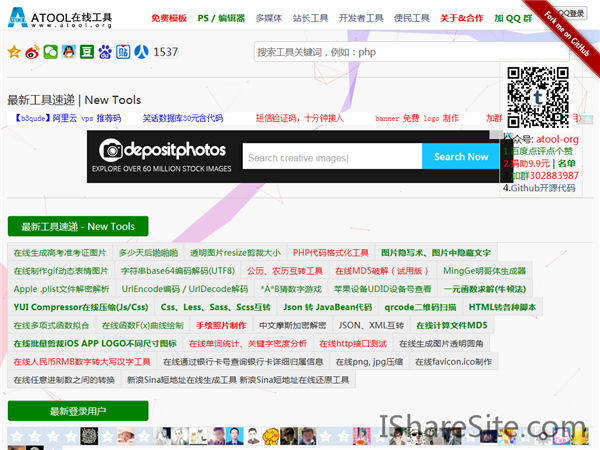 ATOOL在线工具
www.atool.org
免费模板 PS / 编辑器 多媒体 站长工具 开发者工具 便民工具 关于&合作 加 QQ 群 QQ登录
Fork me on GitHub
1537
搜索工具关键词，例如：php
最新工具速递 | New Tools
【b3qude】阿里云 vps 推荐码 笑话数据库30元含代码 短信验证码，十分钟接入 banner 免费 logo 制作 加群
公众号: atool-org
1.百度点评点个赞
2.捐助9.9元 | 名单
3.加群302883987
4.Github开源代码
depositphotos
EXPLORE OVER 60 MILLION STOCK IMAGES
Search creative images|
Search Now
最新工具速递 - New Tools
在线生成高考准考证图片 多少天后啪啪啪 透明图片resize剪裁大小 PHP代码格式化工具 图片隐写术、图片中隐藏文字
在线制作gif动态表情图片 字符串base64编码解码(UTF8) 公历、农历互转工具 在线MD5破解（试用版） MingGe明哥体生成器
Apple .plist文件解密解析 UrlEncode编码 / UrlDecode解码 *A*B猜数字游戏 苹果设备UDID设备号查看 一元函数求解(牛顿法)
YUI Compressor在线压缩(Js/Css) Css、Less、Sass、Scss互转 Json 转 JavaBean代码 qrcode二维码扫描 HTML转各种脚本
在线多项式函数拟合 在线函数F(x)曲线绘制 手绘照片制作 中文摩斯加密解密 JSON、XML互转 在线计算文件MD5
在线批量剪裁iOS APP LOGO不同尺寸图标 在线单词统计、关键字密度分析 在线http接口测试 在线生成图片透明圆角
在线人民币RMB数字转大写汉字工具 在线通过银行卡号查询银行卡详细归属信息 在线png, jpg压缩 在线favicon.ico制作
在线任意进制数之间的转换 新浪Sina短地址在线生成工具 新浪Sina短地址在线还原工具
最新登录用户
IShareSite.com